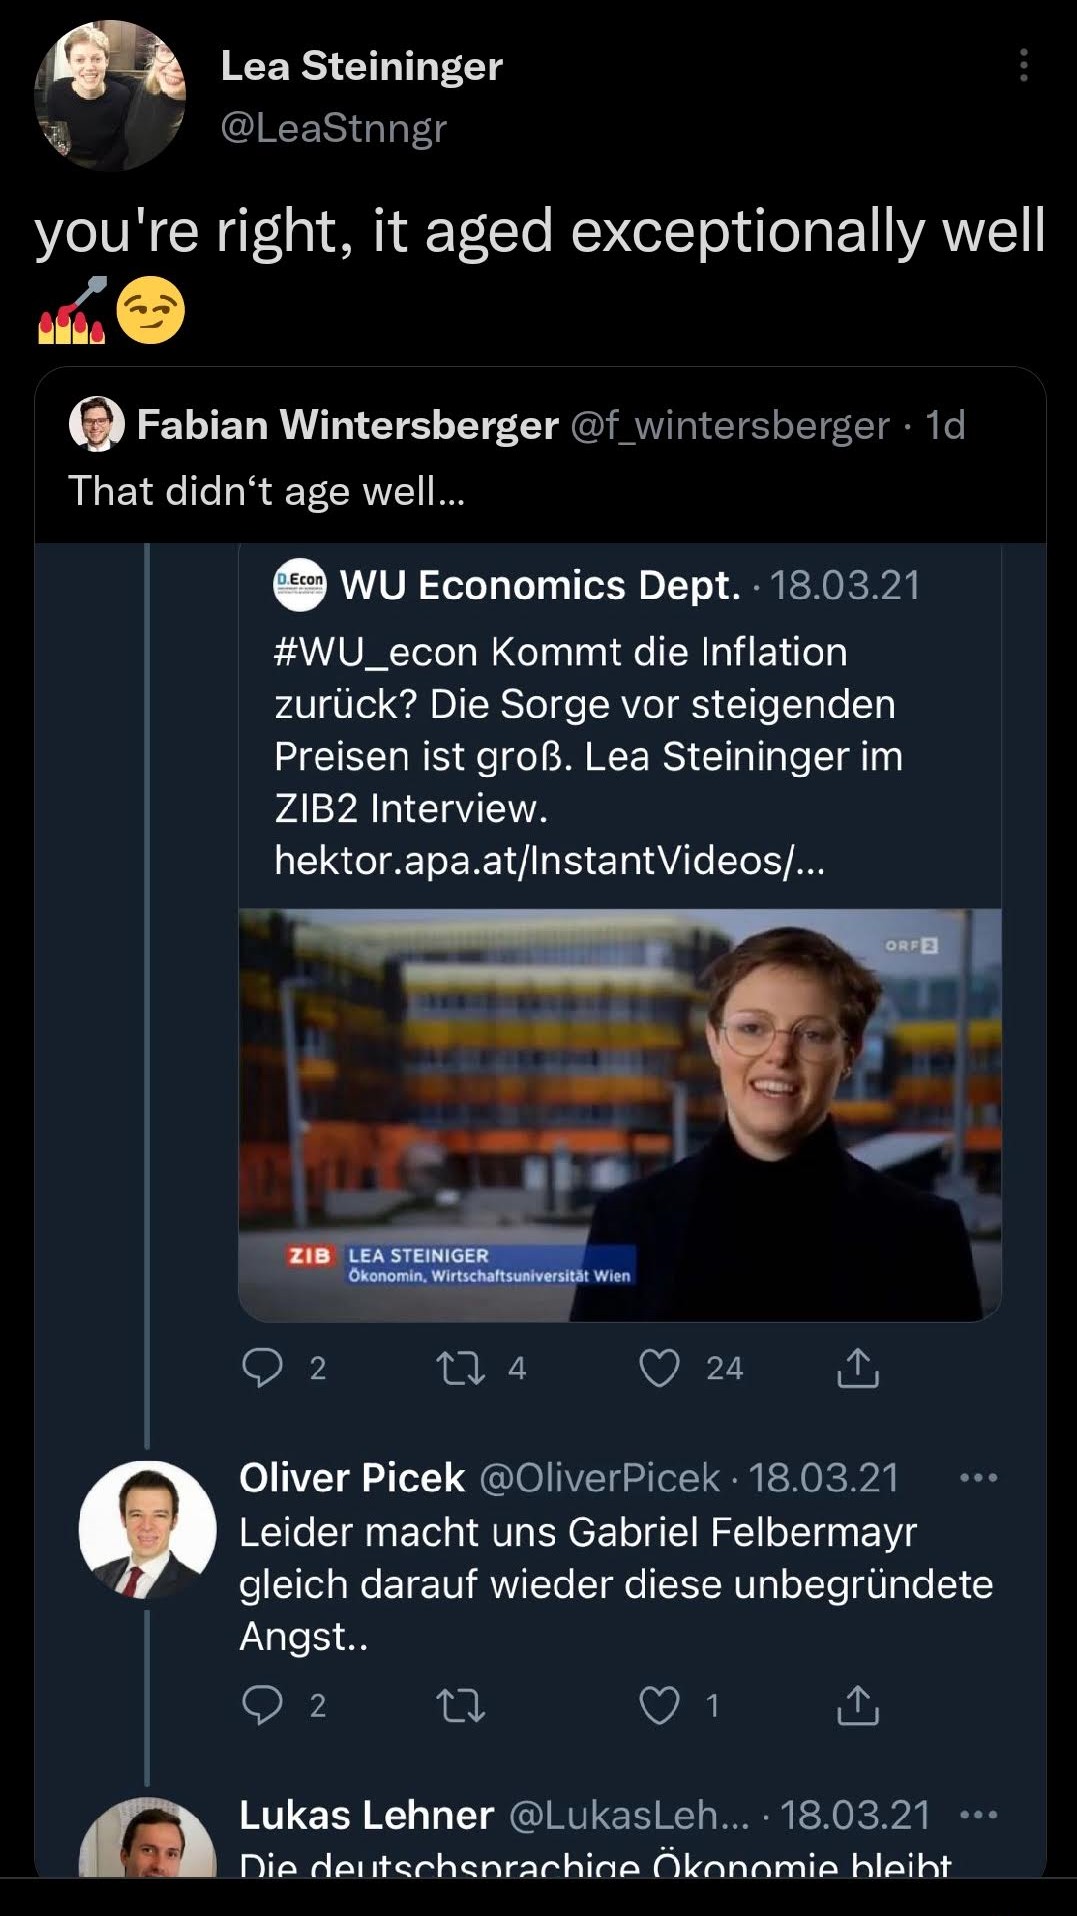 Lea Steininger
@LeaStnngr
you're right, it aged exceptionally well
💅😏
Fabian Wintersberger @f_wintersberger · 1d
That didn‘t age well...
D.Econ
WU Economics Dept. · 18.03.21
#WU_econ Kommt die Inflation
zurück? Die Sorge vor steigenden
Preisen ist groß. Lea Steininger im
ZIB2 Interview.
hektor.apa.at/InstantVideos/...
ORF 2
ZIB LEA STEINIGER
Ökonomin, Wirtschaftsuniversität Wien
2 4 24
Oliver Picek @OliverPicek · 18.03.21
Leider macht uns Gabriel Felbermayr
gleich darauf wieder diese unbegründete
Angst..
2 1
Lukas Lehner @LukasLeh... · 18.03.21
Die deutschsprachige Ökonomie bleibt